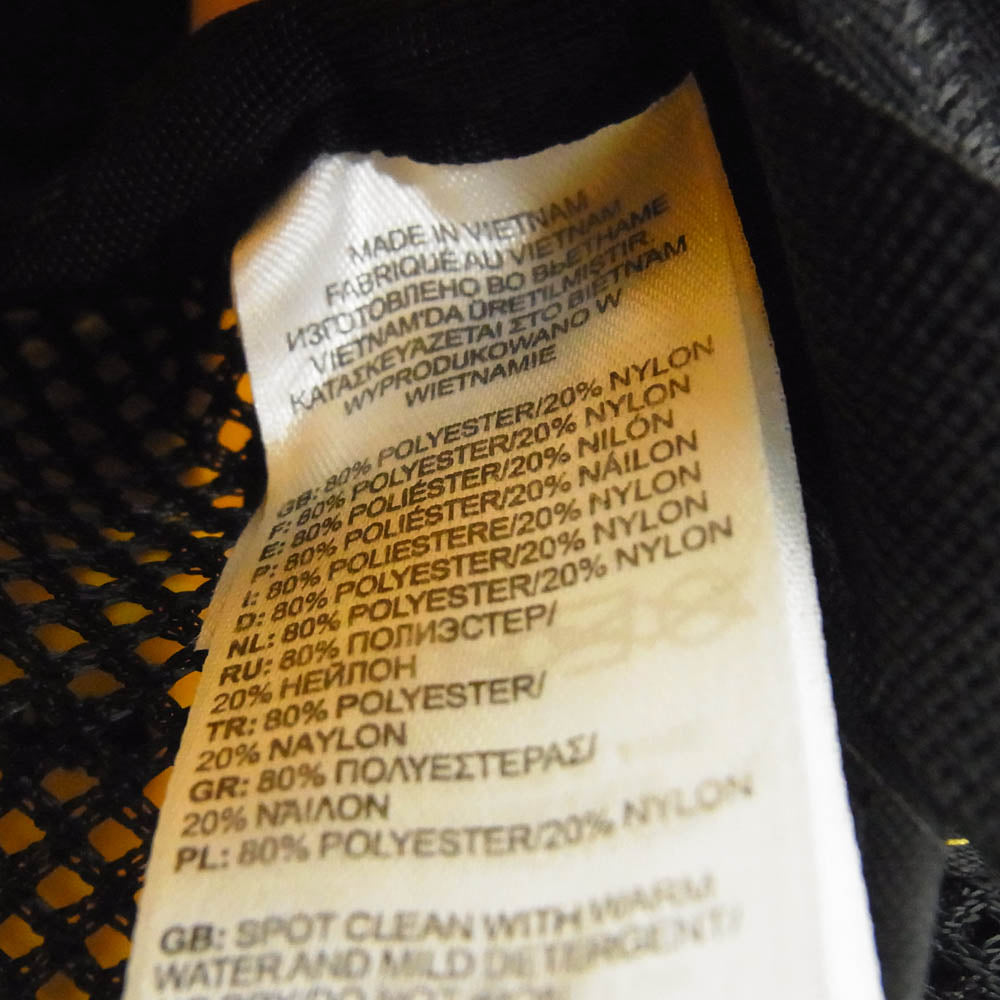 MADE IN VIETNAM
FABRIQUÉ AU VIETNAM
ИЗГОТОВЛЕНО ВО ВЬЕТНАМЕ
VIETNAM'DA ÜRETILMIŞTIR
ΚΑΤΑΣΚΕΥΑΖΕΤΑΙ ΣΤΟ ΒΙΕΤΝΑΜ
WYPRODUKOWANO W
WIETNAMIE
GB: 80% POLYESTER/20% NYLON
F: 80% POLYESTER/20% NYLON
E: 80% POLIÉSTER/20% NILÓN
P: 80% POLIÉSTER/20% NÁILON
I: 80% POLIESTERE/20% NYLON
D: 80% POLYESTER/20% NYLON
NL: 80% POLYESTER/20% NYLON
RU: 80% ПОЛИЭСТЕР/
20% НЕЙЛОН
TR: 80% POLYESTER/
20% NAYLON
GR: 80% ΠΟΛΥΕΣΤΕΡΑΣ/
20% ΝΆΙΛΟΝ
PL: 80% POLYESTER/20% NYLON
GB: SPOT CLEAN WITH WARM
WATER AND MILD DETERGENT/